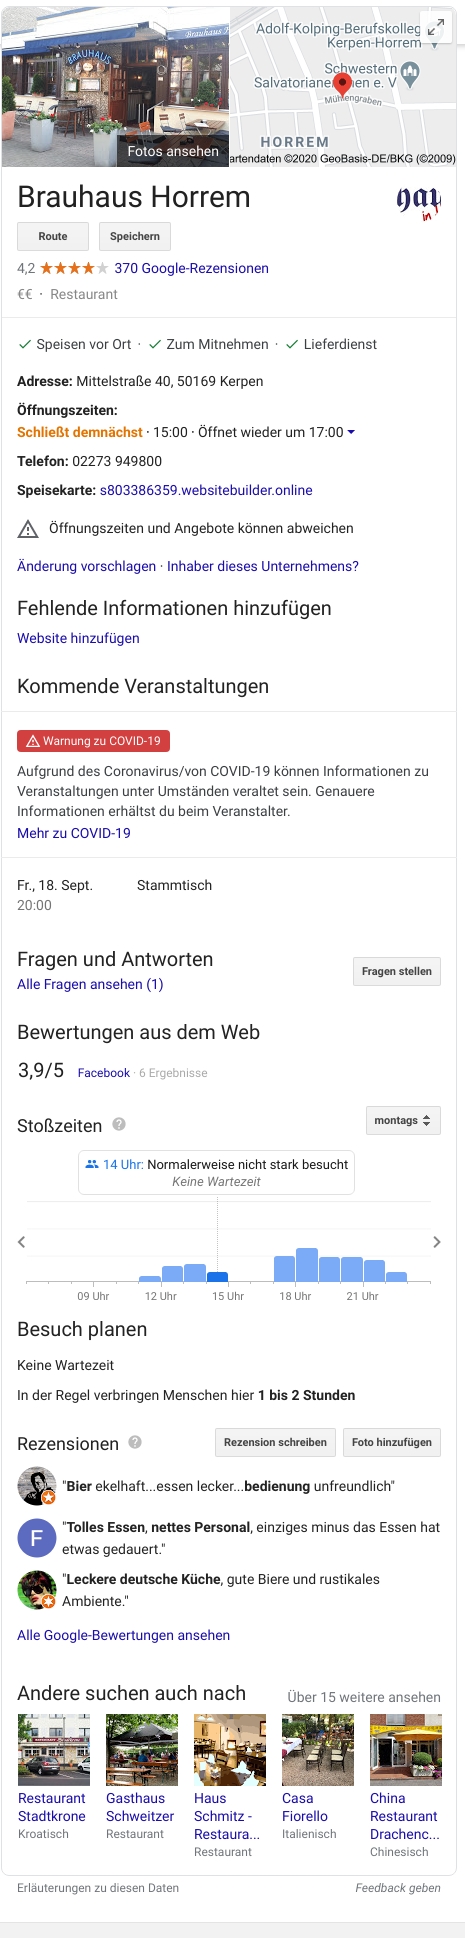 Adolf-Kolping-Berufskolleg
Kerpen-Horrem
Schwestern
Salvatorianerinnen e. V
Mühlengraben
HORREM
BRAUHAUS
Brauhaus
Fotos ansehen
artendaten ©2020 GeoBasis-DE/BKG (©2009)
Brauhaus Horrem
Route
Speichern
4,2 370 Google-Rezensionen
€€ · Restaurant
Speisen vor Ort · Zum Mitnehmen · Lieferdienst
Adresse: Mittelstraße 40, 50169 Kerpen
Öffnungszeiten:
Schließt demnächst · 15:00 · Öffnet wieder um 17:00
Telefon: 02273 949800
Speisekarte: s803386359.websitebuilder.online
Öffnungszeiten und Angebote können abweichen
Änderung vorschlagen · Inhaber dieses Unternehmens?
Fehlende Informationen hinzufügen
Website hinzufügen
Kommende Veranstaltungen
Warnung zu COVID-19
Aufgrund des Coronavirus/von COVID-19 können Informationen zu
Veranstaltungen unter Umständen veraltet sein. Genauere
Informationen erhältst du beim Veranstalter.
Mehr zu COVID-19
Fr., 18. Sept. Stammtisch
20:00
Fragen und Antworten
Alle Fragen ansehen (1)
Fragen stellen
Bewertungen aus dem Web
3,9/5 Facebook · 6 Ergebnisse
Stoßzeiten
montags
14 Uhr: Normalerweise nicht stark besucht
Keine Wartezeit
09 Uhr 12 Uhr 15 Uhr 18 Uhr 21 Uhr
Besuch planen
Keine Wartezeit
In der Regel verbringen Menschen hier 1 bis 2 Stunden
Rezensionen
Rezension schreiben
Foto hinzufügen
"Bier ekelhaft...essen lecker...bedienung unfreundlich"
F
"Tolles Essen, nettes Personal, einziges minus das Essen hat
etwas gedauert."
"Leckere deutsche Küche, gute Biere und rustikales
Ambiente."
Alle Google-Bewertungen ansehen
Andere suchen auch nach
Über 15 weitere ansehen
Restaurant
Stadtkrone
Kroatisch
Gasthaus
Schweitzer
Restaurant
Haus
Schmitz -
Restaura...
Restaurant
Casa
Fiorello
Italienisch
China
Restaurant
Drachenc...
Chinesisch
Erläuterungen zu diesen Daten
Feedback geben